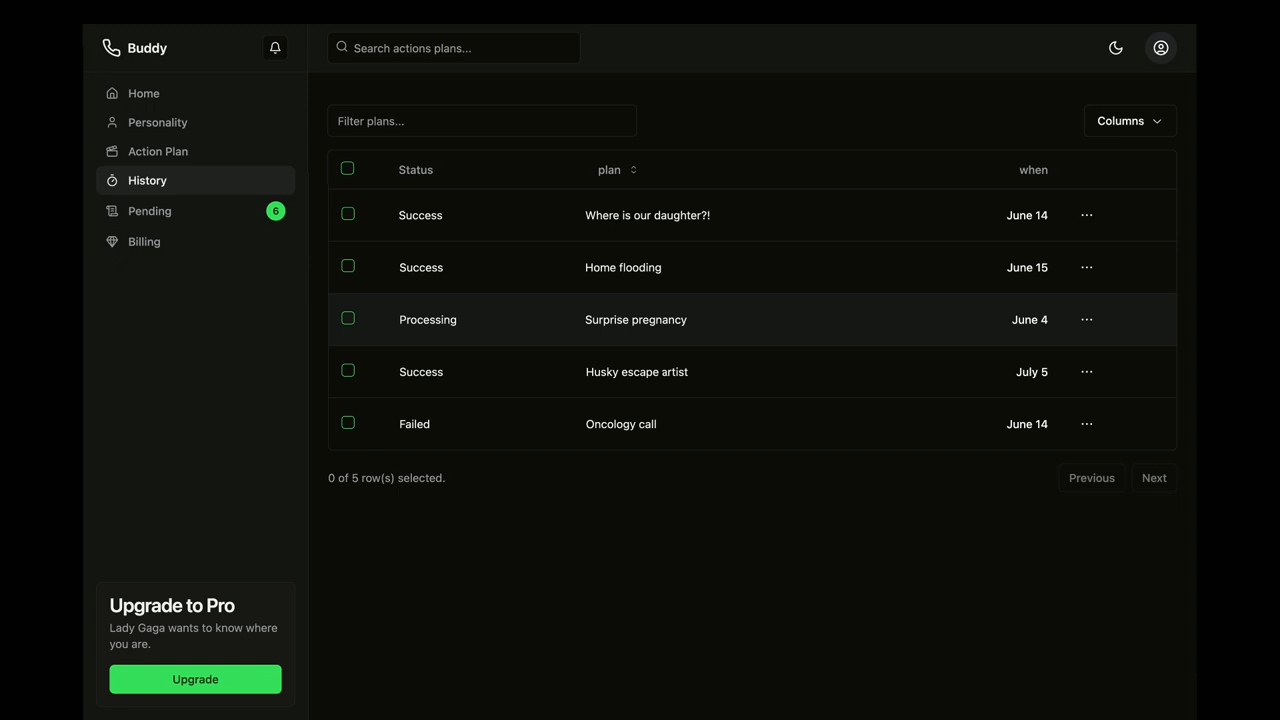 Buddy
Search actions plans...
Home
Personality
Action Plan
History
Pending 6
Billing
Filter plans...
Columns
Status plan when
Success Where is our daughter?! June 14 ...
Success Home flooding June 15 ...
Processing Surprise pregnancy June 4 ...
Success Husky escape artist July 5 ...
Failed Oncology call June 14 ...
0 of 5 row(s) selected.
Previous Next
Upgrade to Pro
Lady Gaga wants to know where
you are.
Upgrade